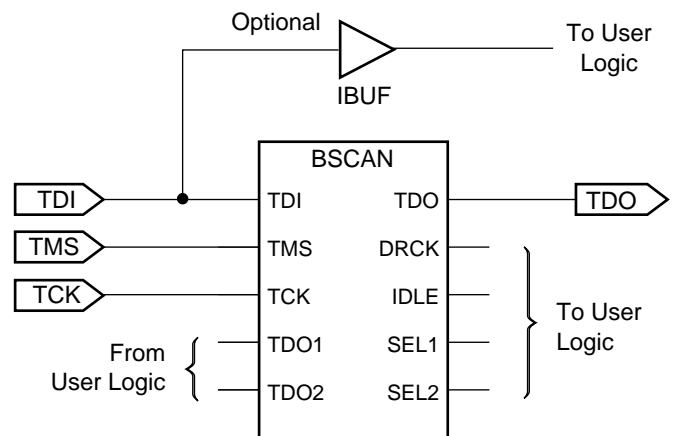 Optional
To User
Logic
IBUF
BSCAN
TDI
TDI
TDO
TDO
TMS
TMS
DRCK
TCK
TCK
IDLE
To User
Logic
From
User Logic
TDO1
SEL1
TDO2
SEL2